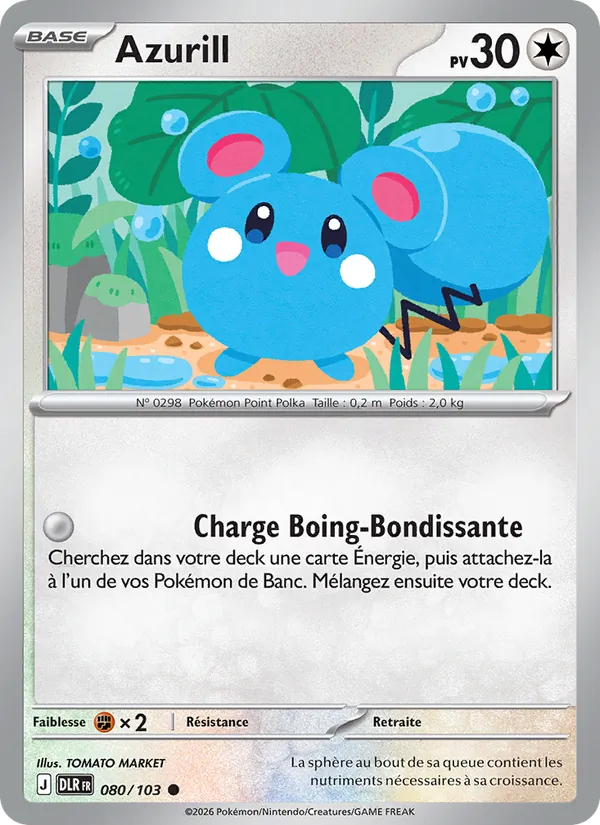 BASE
Azurill
PV 30
N° 0298 Pokémon Point Polka Taille : 0,2 m Poids : 2,0 kg
Charge Boing-Bondissante
Cherchez dans votre deck une carte Énergie, puis attachez-la
à l'un de vos Pokémon de Banc. Mélangez ensuite votre deck.
Faiblesse ×2 Résistance Retraite
Illus. TOMATO MARKET
La sphère au bout de sa queue contient les
nutriments nécessaires à sa croissance.
J DLR FR 080/103
©2026 Pokémon/Nintendo/Creatures/GAME FREAK